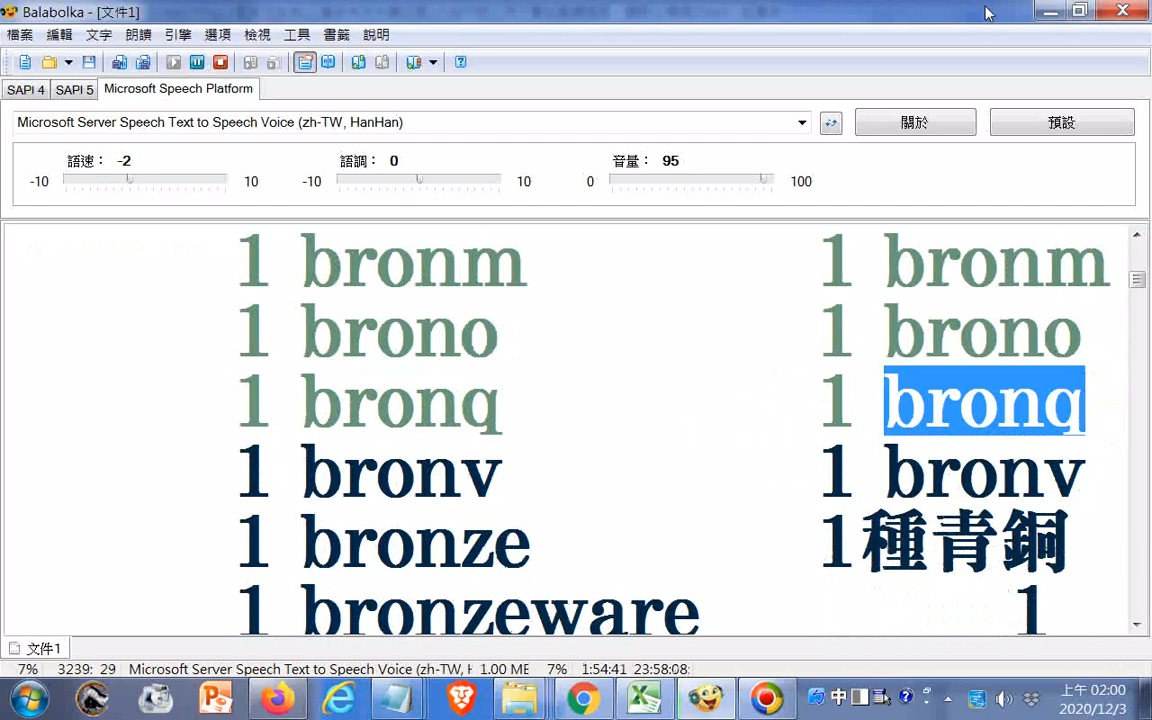 Balabolka - [文件1]
檔案 編輯 文字 朗讀 引擎 選項 檢視 工具 書籤 說明
SAPI 4 SAPI 5 Microsoft Speech Platform
Microsoft Server Speech Text to Speech Voice (zh-TW, HanHan) 關於 預設
語速： -2 語調： 0 音量： 95
-10 10 -10 10 0 100
1 bronm 1 bronm
1 brono 1 brono
1 bronq 1 bronq
1 bronv 1 bronv
1 bronze 1種青銅
1 bronzeware 1
文件1
7% 3239: 29 Microsoft Server Speech Text to Speech Voice (zh-TW, 1.00 ME 7% 1:54:41 23:58:08
中 上午 02:00
2020/12/3